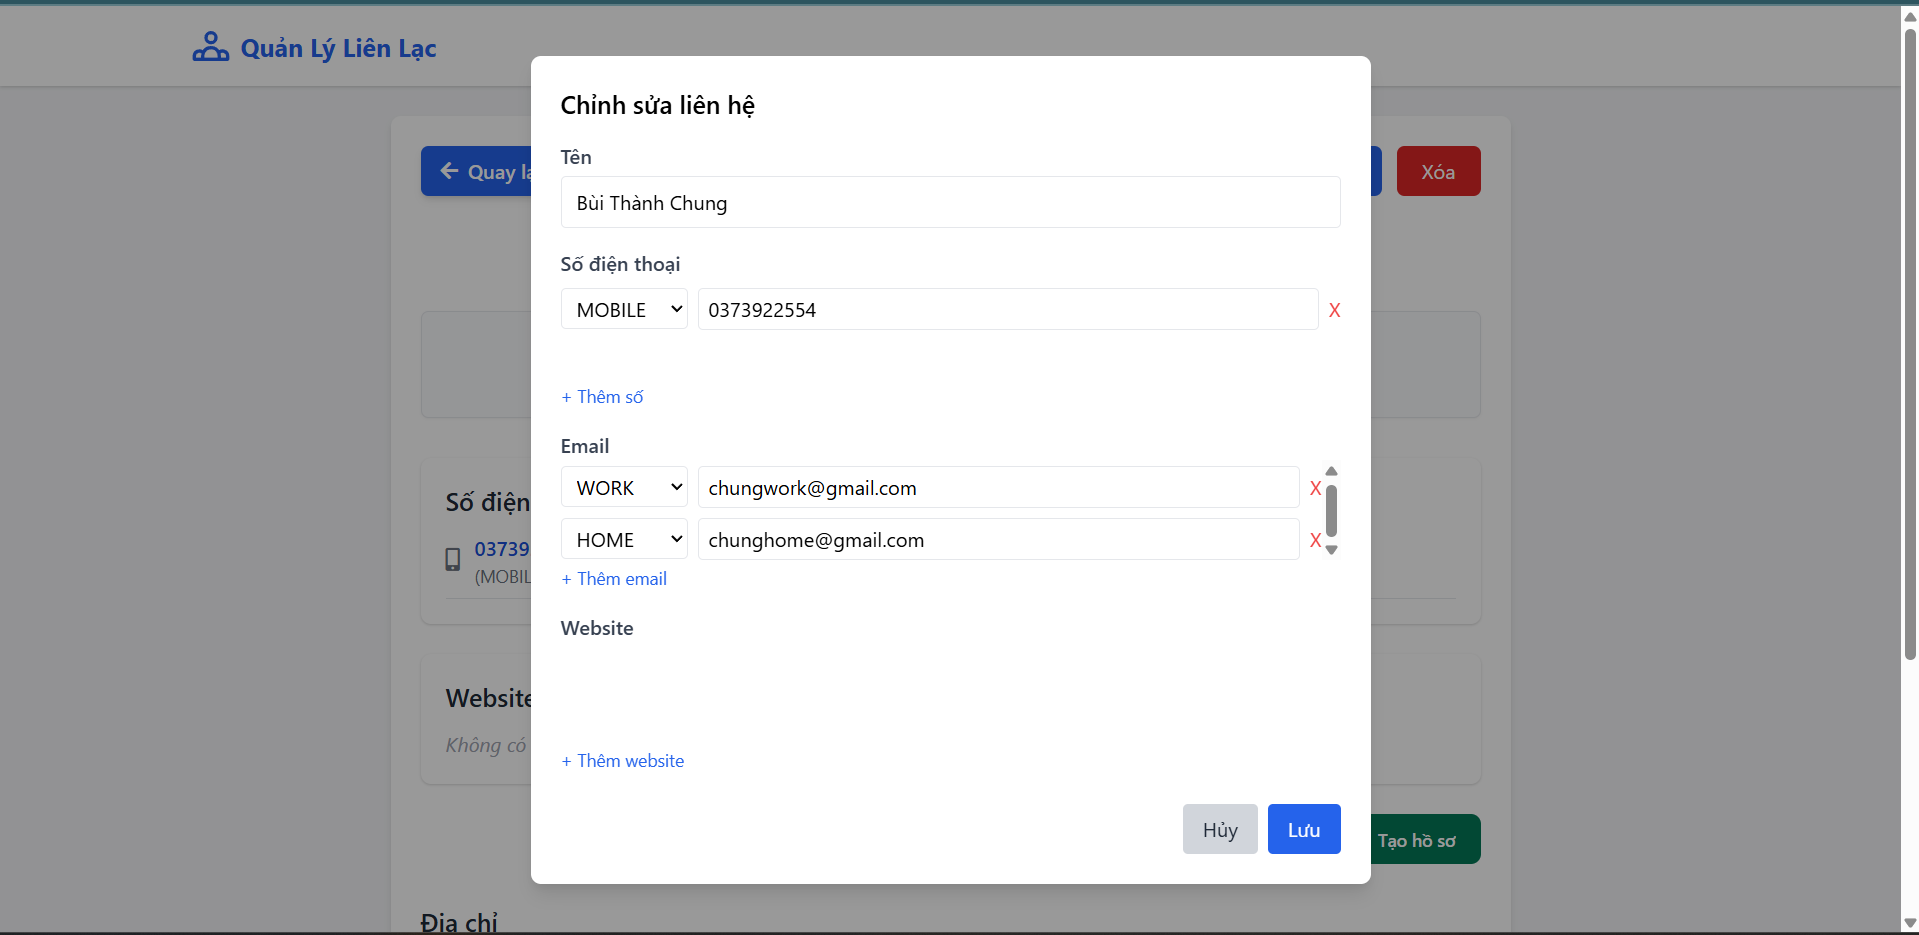 Quản Lý Liên Lạc
Chỉnh sửa liên hệ
Quay
Xóa
Tên
Bùi Thành Chung
Số điện thoại
MOBILE 0373922554 X
+ Thêm số
Email
WORK chungwork@gmail.com X
HOME chunghome@gmail.com X
+ Thêm email
Website
+ Thêm website
Hủy Lưu
Số điện
03739
(MOBIL
Website
Không có
Tạo hồ sơ
Địa chỉ